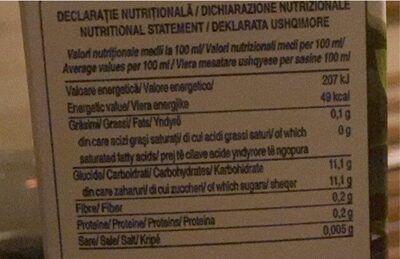 DECLARAȚIE NUTRIȚIONALĂ / DICHIARAZIONE NUTRIZIONALE
NUTRITIONAL STATEMENT / DEKLARATA USHQIMORE
Valori nutriționale medii la 100 ml/ Valori nutrizionali medi per 100 ml/
Average values per 100 ml / Vlera mesatare ushqyese per sasine 100 ml
Valoare energetică/ Valore energetico/ 207 kJ
Energetic value/ Vlera energjike 49 kcal
Grăsimi/ Grassi/ Fats/ Yndyrë 0,1 g
din care acizi grași saturați/ di cui acidi grassi saturi/ of which 0 g
saturated fatty acids/ prej të cilave acide yndyrore të ngopura
Glucide/ Carboidrati/ Carbohydrates/ Karbohidrate 11,1 g
din care zaharuri/ di cui zuccheri/ of which sugars/ sheqer 11,1 g
Fibre/ Fiber 0,2 g
Proteine/ Proteine/ Proteins/ Proteina 0,2 g
Sare/ Sale/ Salt/ Kripë 0,005 g